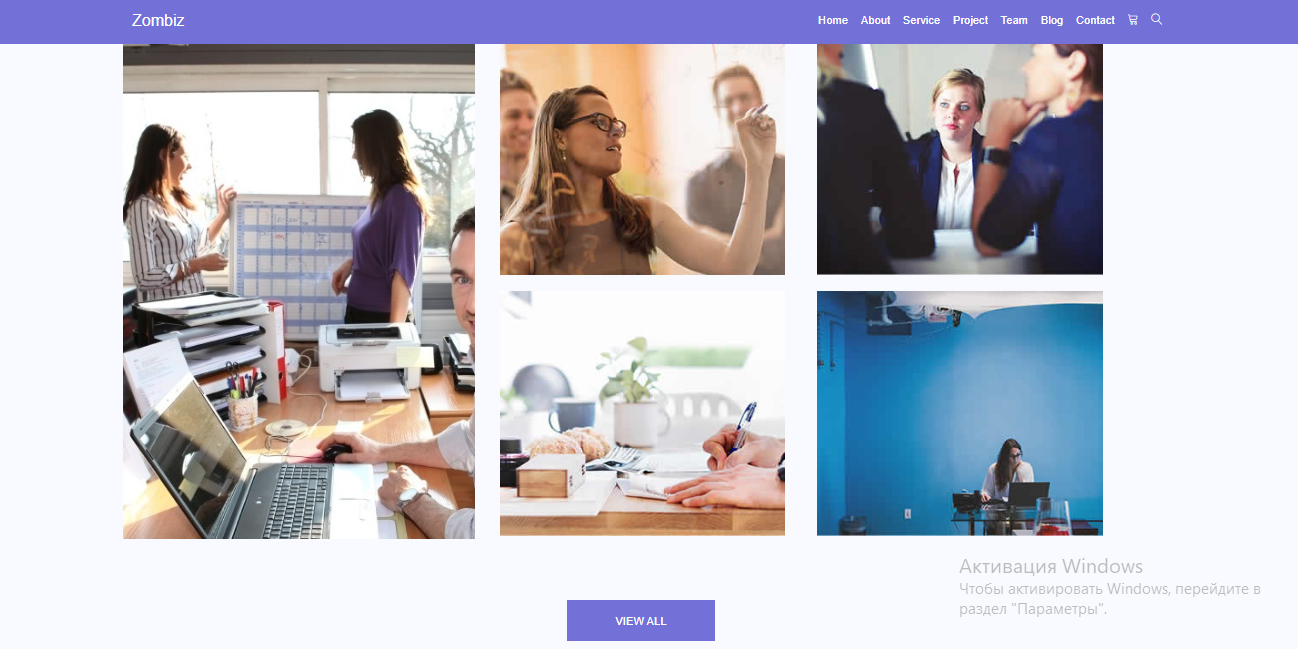 Zombiz
Home About Service Project Team Blog Contact
Активация Windows
Чтобы активировать Windows, перейдите в
раздел "Параметры".
VIEW ALL